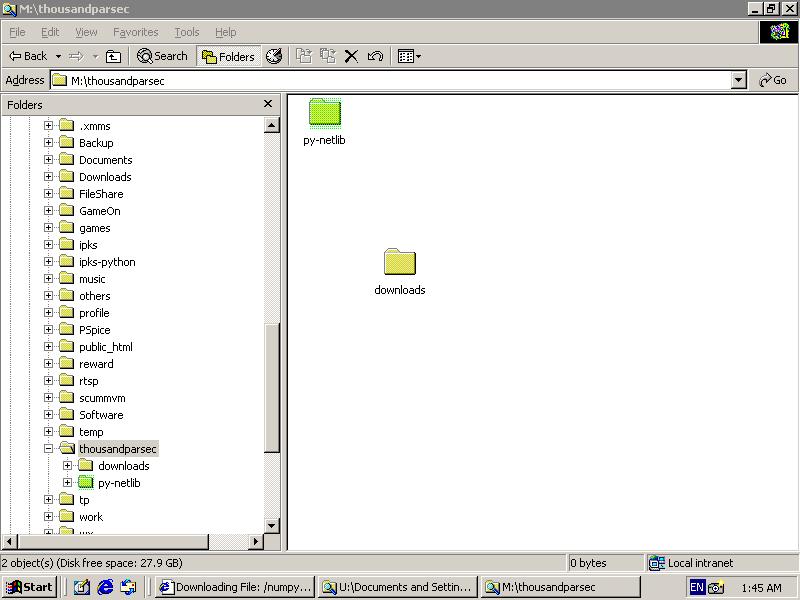 M:\thousandparsec
File Edit View Favorites Tools Help
Back Search Folders
Address M:\thousandparsec Go
Folders
.xmms
Backup
Documents
Downloads
FileShare
GameOn
games
ipks
ipks-python
music
others
profile
PSpice
public_html
reward
rtsp
scummvm
Software
temp
thousandparsec
downloads
py-netlib
tp
work
py-netlib
downloads
2 object(s) (Disk free space: 27.9 GB) 0 bytes Local intranet
Start Downloading File: /numpy... U:\Documents and Settin... M:\thousandparsec EN 1:45 AM